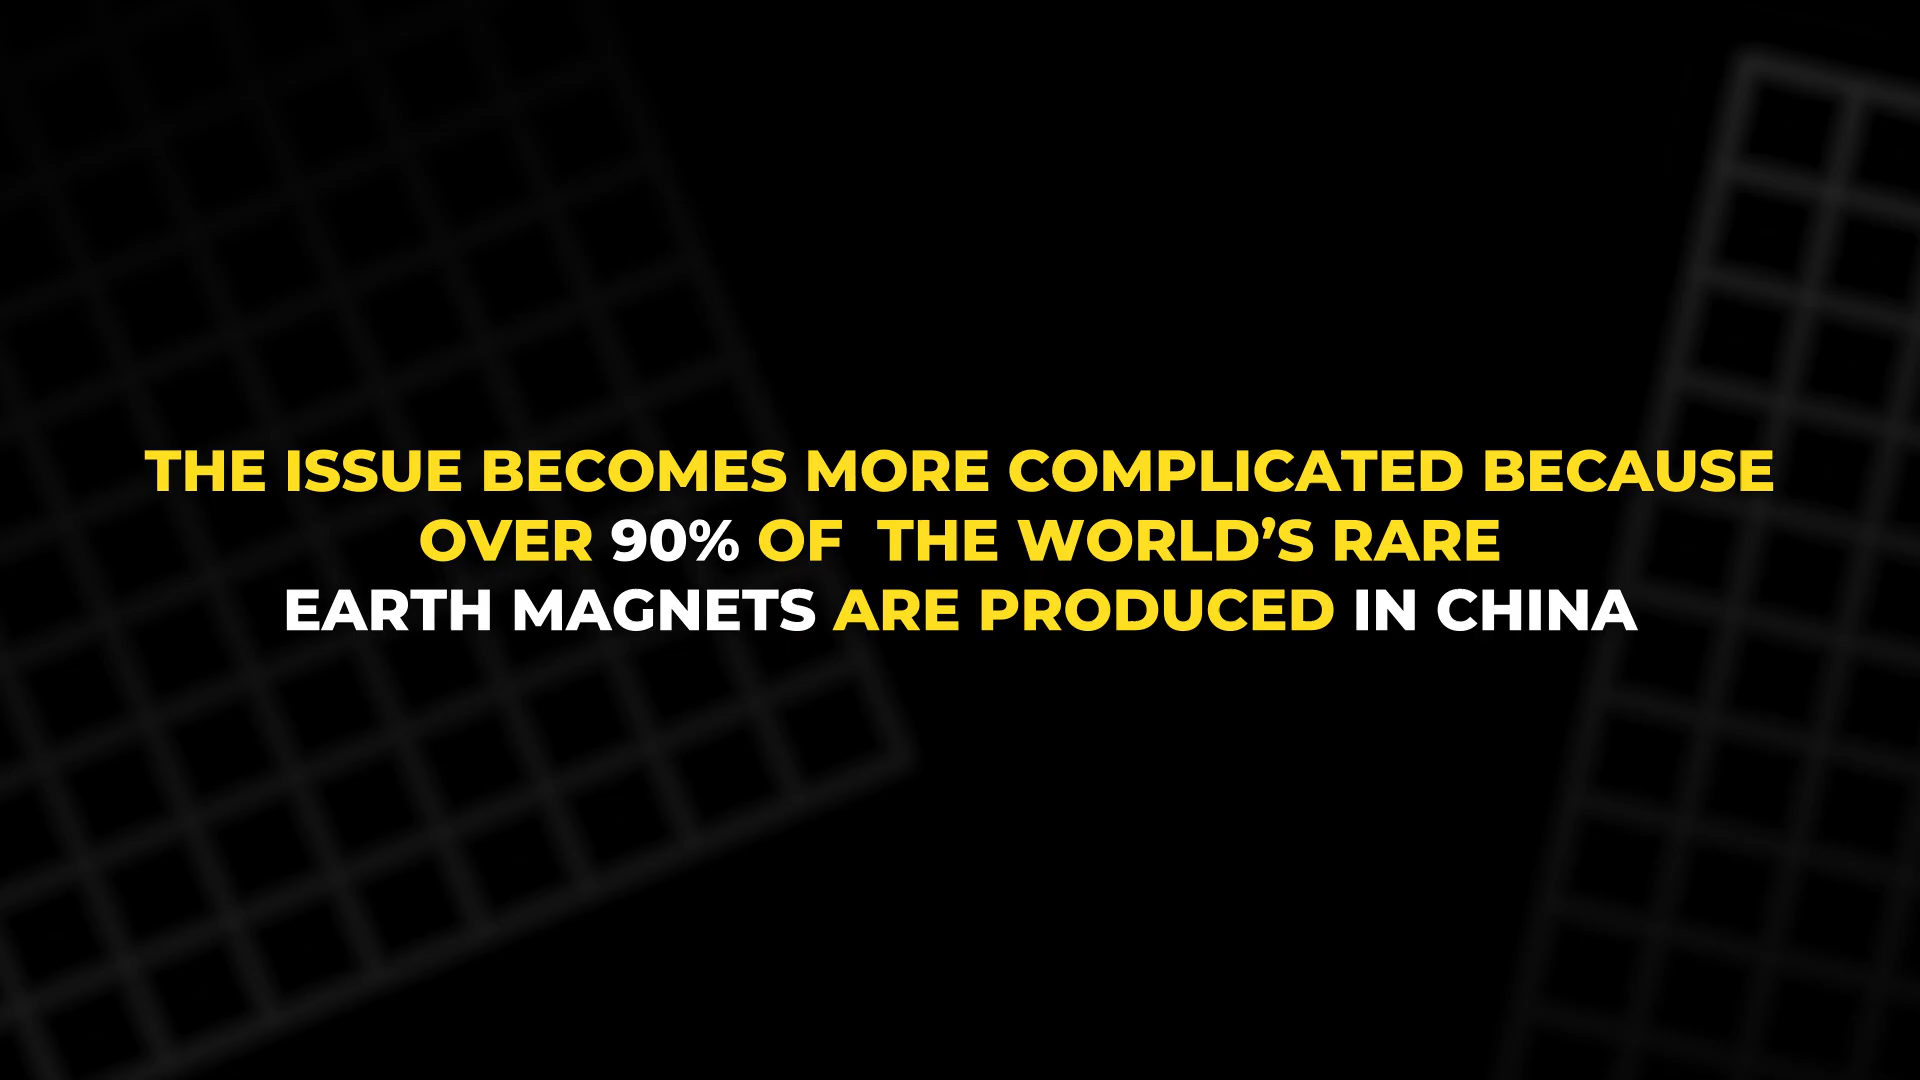 THE ISSUE BECOMES MORE COMPLICATED BECAUSE
OVER 90% OF  THE WORLD’S RARE
EARTH MAGNETS ARE PRODUCED IN CHINA